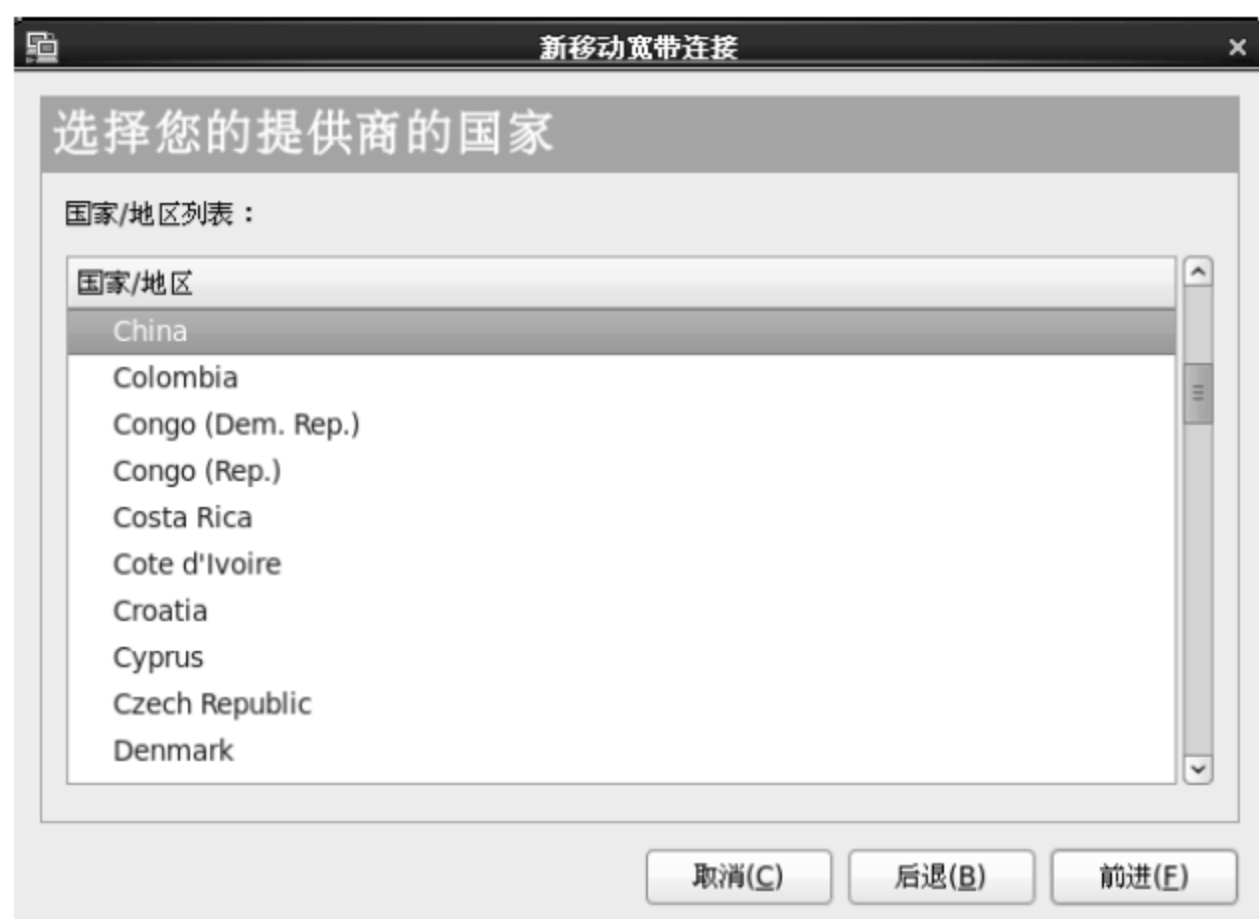 新移动宽带连接
选择您的提供商的国家
国家/地区列表：
国家/地区
China
Colombia
Congo (Dem. Rep.)
Congo (Rep.)
Costa Rica
Cote d'Ivoire
Croatia
Cyprus
Czech Republic
Denmark
取消(C) 后退(B) 前进(F)